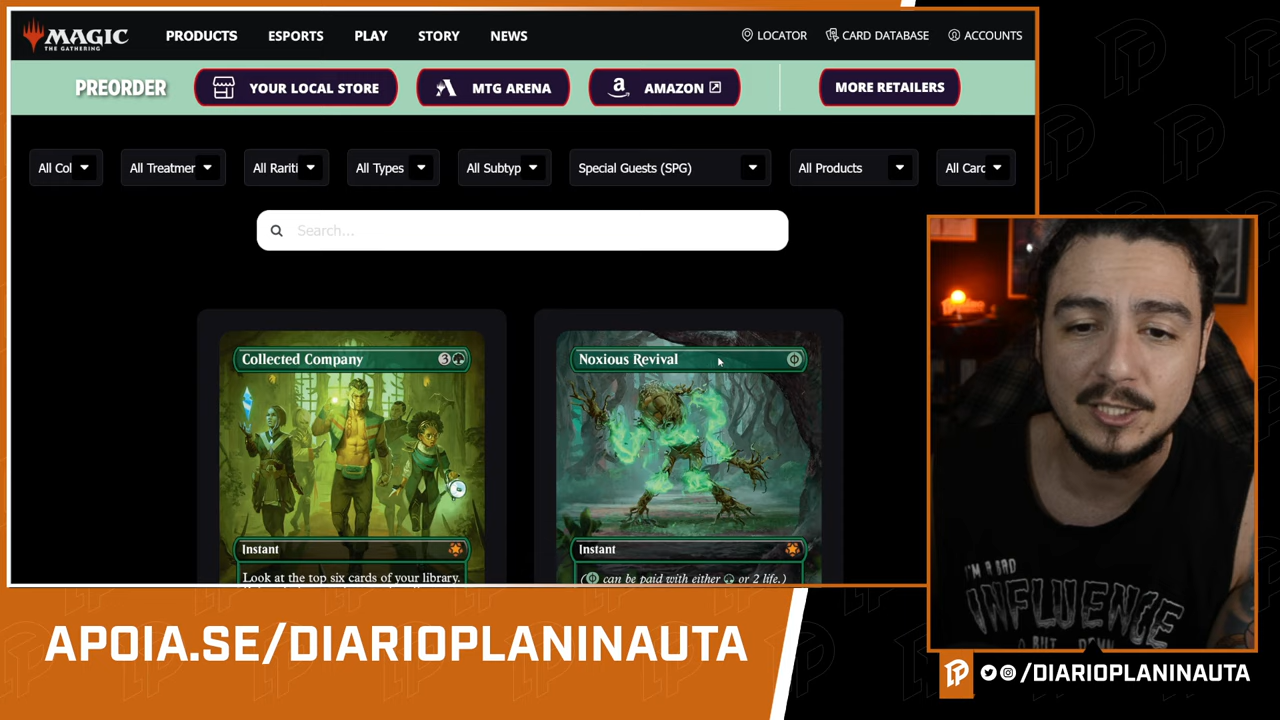 MAGIC
THE GATHERING
PRODUCTS ESPORTS PLAY STORY NEWS
LOCATOR CARD DATABASE ACCOUNTS
PREORDER
YOUR LOCAL STORE
MTG ARENA
AMAZON
MORE RETAILERS
All Col All Treatmer All Rariti All Types All Subtyp Special Guests (SPG) All Products All Card
Search...
Collected Company 3
Instant
Look at the top six cards of your library.
Noxious Revival
Instant
( can be paid with either or 2 life.)
I'M A BAD
INFLUENCE
APOIA.SE/DIARIOPLANINAUTA
/DIARIOPLANINAUTA